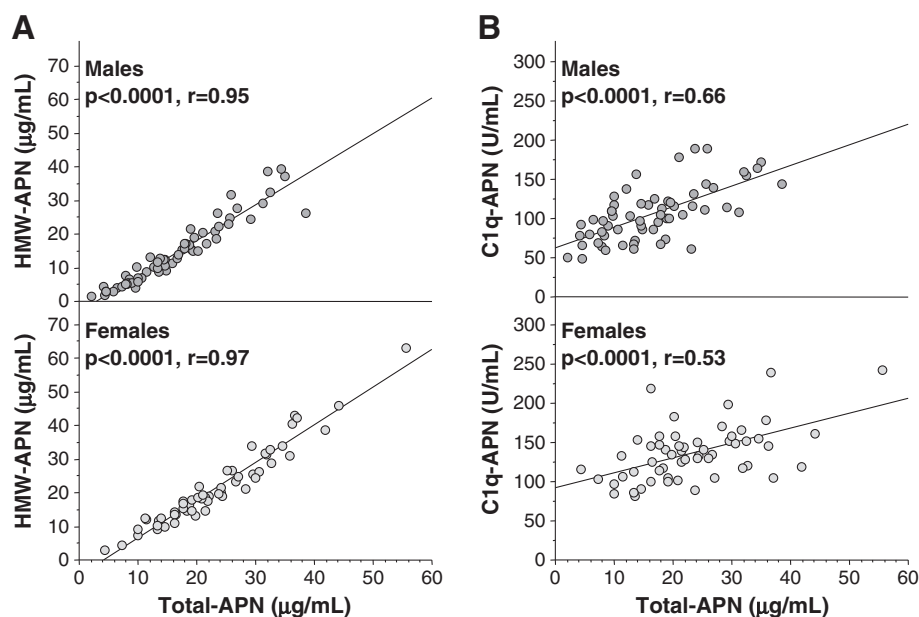 A
HMW-APN (μg/mL)
70
60
50
40
30
20
10
0
Males
p<0.0001, r=0.95
HMW-APN (μg/mL)
70
60
50
40
30
20
10
0
Females
p<0.0001, r=0.97
0 10 20 30 40 50 60
Total-APN (μg/mL)
B
C1q-APN (U/mL)
300
250
200
150
100
50
0
Males
p<0.0001, r=0.66
C1q-APN (U/mL)
300
250
200
150
100
50
0
Females
p<0.0001, r=0.53
0 10 20 30 40 50 60
Total-APN (μg/mL)